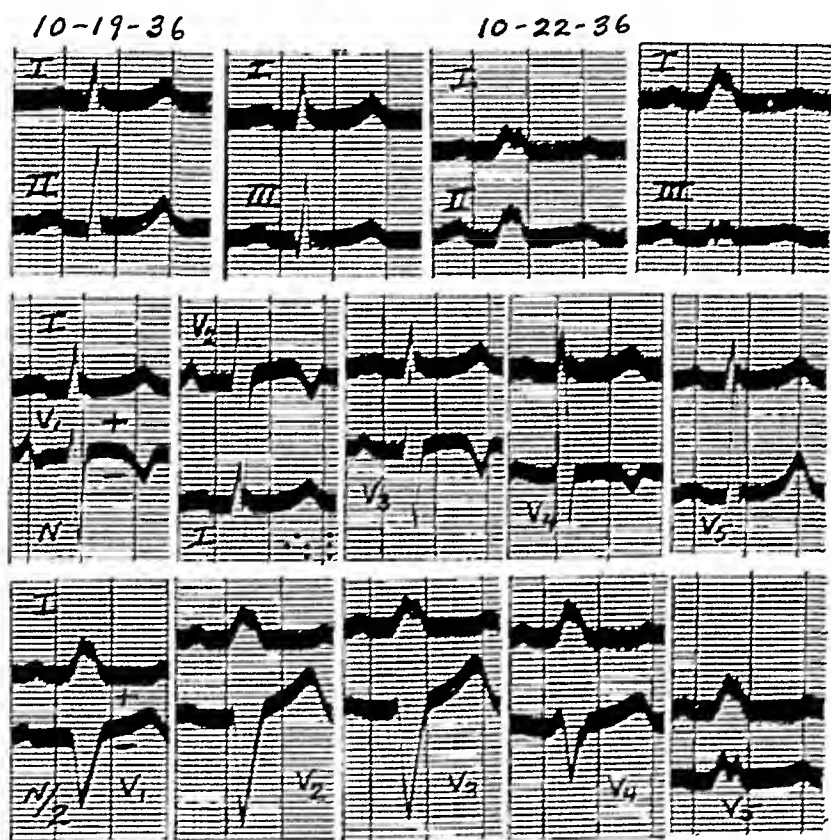 10-19-36 10-22-36
I I I I
II III II III
I V2
V1 + V3 V4 V5
-
N I
I
+
-
N/2 V1 V2 V3 V4 V5